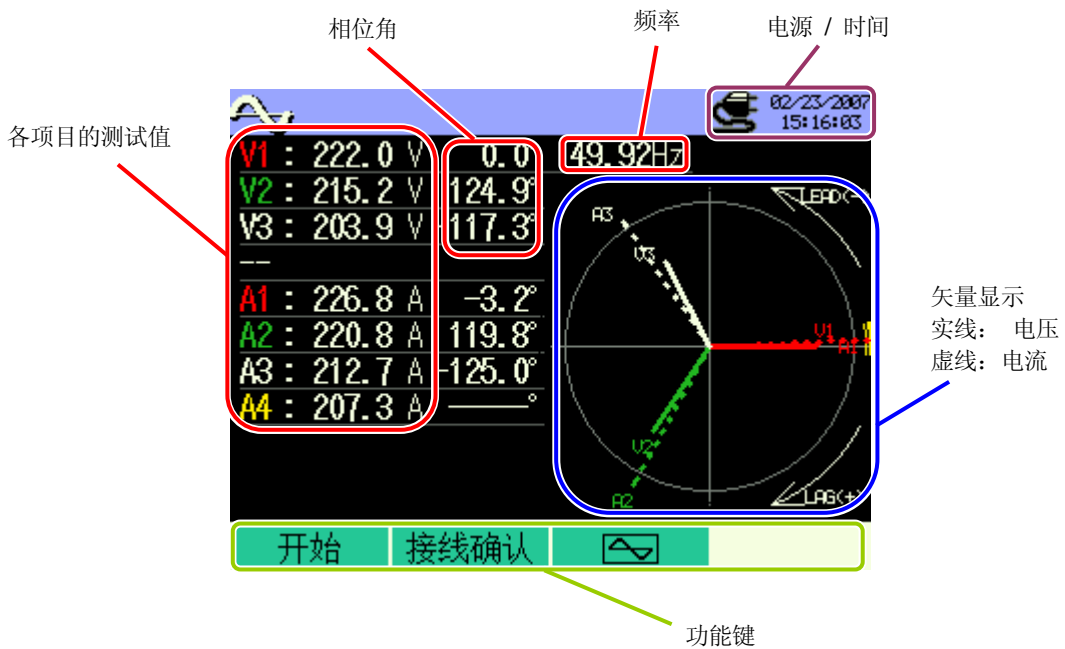 相位角
频率
电源 / 时间
02/23/2007
15:16:03
各项目的测试值
V1 : 222.0 V 0.0 49.92Hz
V2 : 215.2 V 124.9°
V3 : 203.9 V -117.3°
--
A1 : 226.8 A -3.2°
A2 : 220.8 A 119.8°
A3 : 212.7 A -125.0°
A4 : 207.3 A °
LEAD(-)
A3
V3
V1
A1
V2
A2
LAG(+)
矢量显示
实线： 电压
虚线：电流
开始 接线确认
功能键